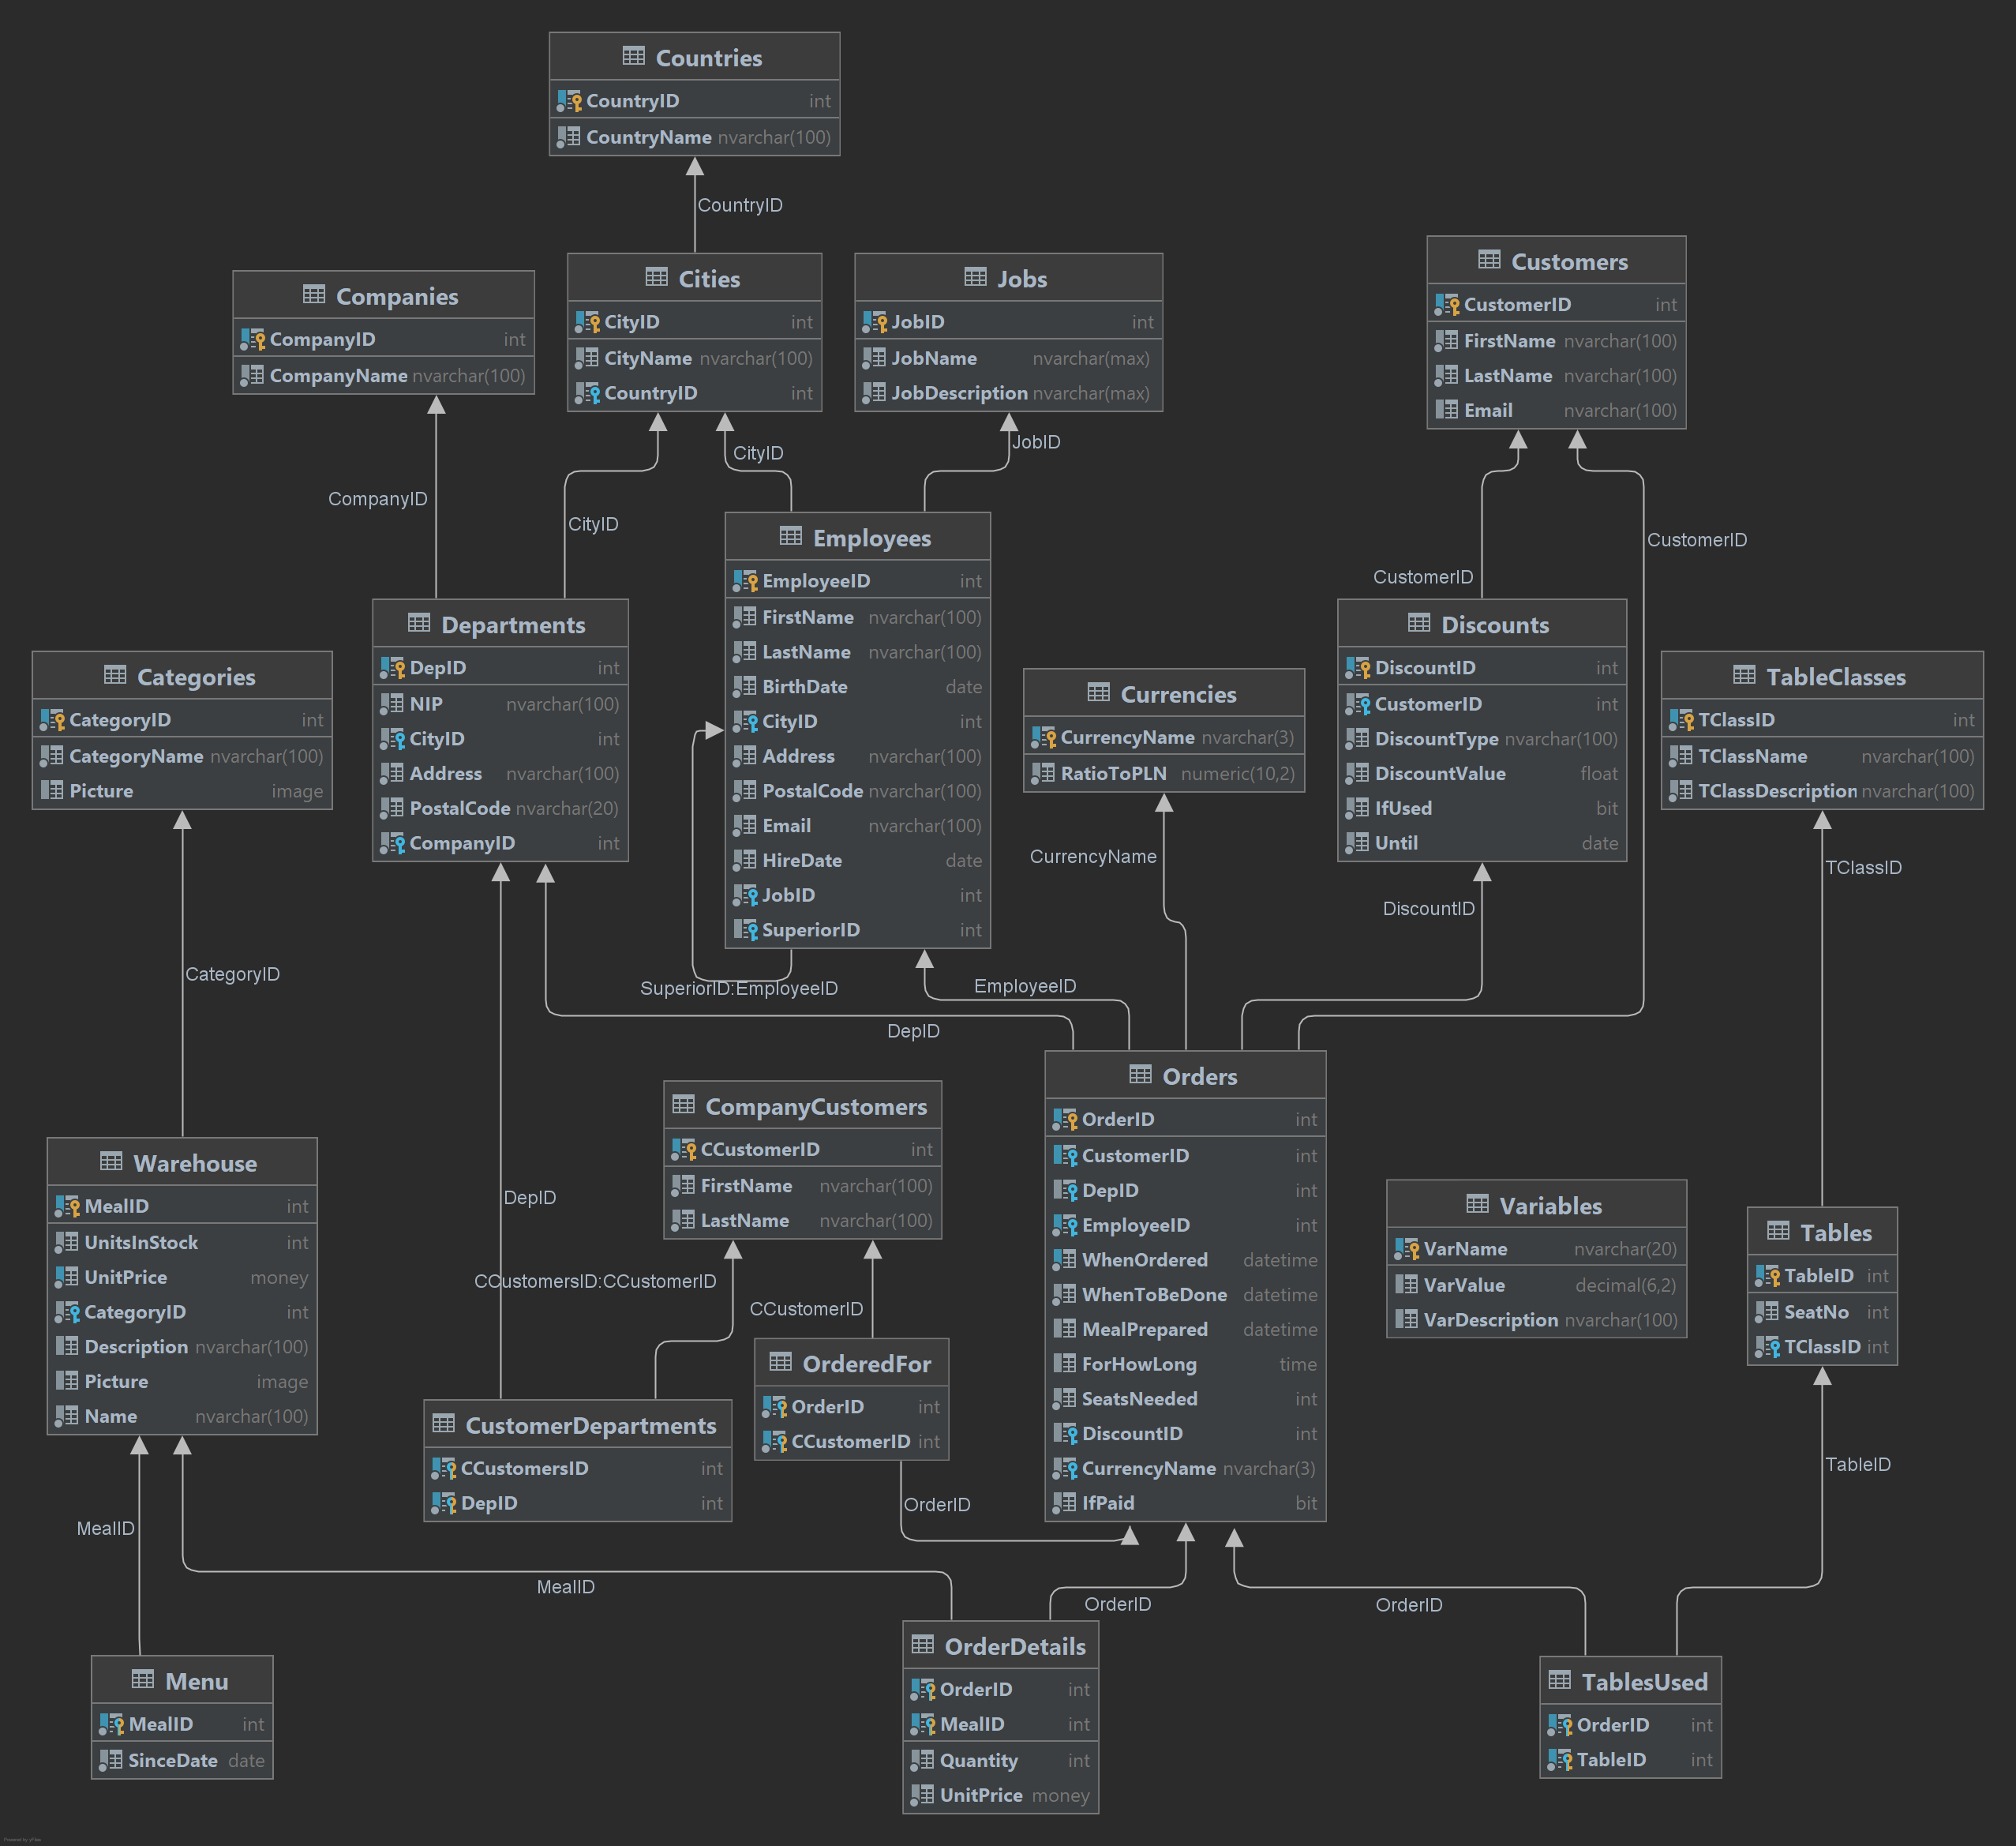 Countries
CountryID int
CountryName nvarchar(100)
CountryID
Companies
CompanyID int
CompanyName nvarchar(100)
Cities
CityID int
CityName nvarchar(100)
CountryID int
Jobs
JobID int
JobName nvarchar(max)
JobDescription nvarchar(max)
Customers
CustomerID int
FirstName nvarchar(100)
LastName nvarchar(100)
Email nvarchar(100)
CompanyID
CityID
CityID
JobID
CustomerID
CustomerID
Categories
CategoryID int
CategoryName nvarchar(100)
Picture image
Departments
DepID int
NIP nvarchar(100)
CityID int
Address nvarchar(100)
PostalCode nvarchar(20)
CompanyID int
Employees
EmployeeID int
FirstName nvarchar(100)
LastName nvarchar(100)
BirthDate date
CityID int
Address nvarchar(100)
PostalCode nvarchar(100)
Email nvarchar(100)
HireDate date
JobID int
SuperiorID int
Currencies
CurrencyName nvarchar(3)
RatioToPLN numeric(10,2)
Discounts
DiscountID int
CustomerID int
DiscountType nvarchar(100)
DiscountValue float
IfUsed bit
Until date
TableClasses
TClassID int
TClassName nvarchar(100)
TClassDescription nvarchar(100)
CurrencyName
TClassID
DiscountID
CategoryID
SuperiorID:EmployeeID
EmployeeID
DepID
Warehouse
MealID int
UnitsInStock int
UnitPrice money
CategoryID int
Description nvarchar(100)
Picture image
Name nvarchar(100)
DepID
CompanyCustomers
CCustomerID int
FirstName nvarchar(100)
LastName nvarchar(100)
CCustomersID:CCustomerID
CCustomerID
Orders
OrderID int
CustomerID int
DepID int
EmployeeID int
WhenOrdered datetime
WhenToBeDone datetime
MealPrepared datetime
ForHowLong time
SeatsNeeded int
DiscountID int
CurrencyName nvarchar(3)
IfPaid bit
Variables
VarName nvarchar(20)
VarValue decimal(6,2)
VarDescription nvarchar(100)
Tables
TableID int
SeatNo int
TClassID int
CustomerDepartments
CCustomersID int
DepID int
OrderedFor
OrderID int
CCustomerID int
TableID
OrderID
MealID
MealID
OrderID
OrderID
Menu
MealID int
SinceDate date
OrderDetails
OrderID int
MealID int
Quantity int
UnitPrice money
TablesUsed
OrderID int
TableID int
Powered by yFiles